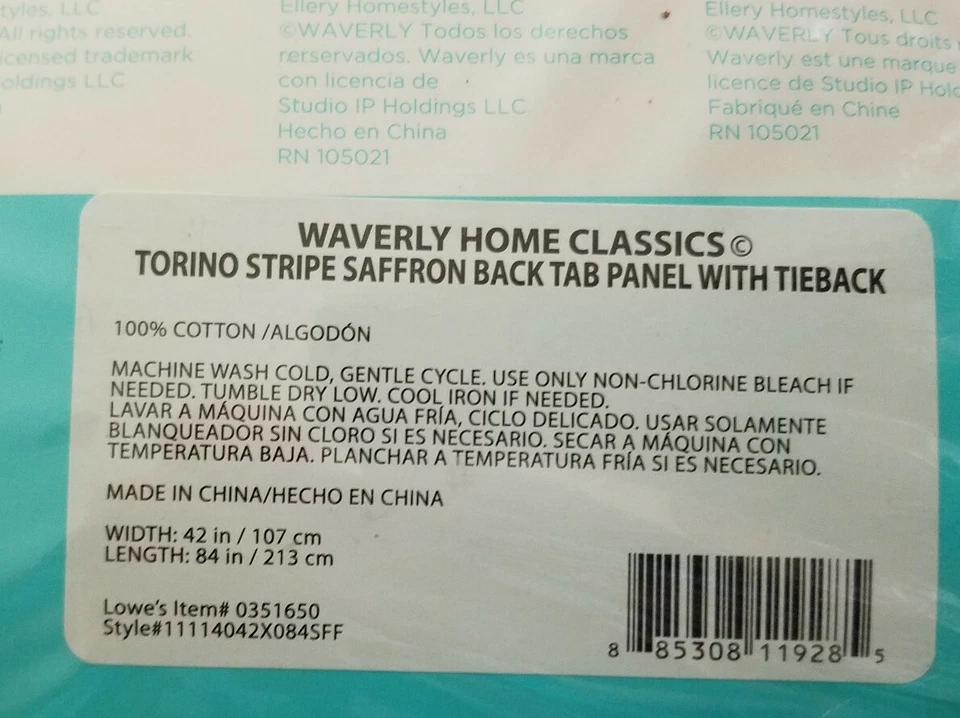 tyles, LLC
All rights reserved.
icensed trademark
oldings LLC
Ellery Homestyles, LLC
©WAVERLY Todos los derechos
rerservados. Waverly es una marca
con licencia de
Studio IP Holdings LLC
Hecho en China
RN 105021
Ellery Homestyles, LLC
©WAVERLY Tous droits
Waverly est une marque
licence de Studio IP Hold
Fabriqué en Chine
RN 105021
WAVERLY HOME CLASSICS©
TORINO STRIPE SAFFRON BACK TAB PANEL WITH TIEBACK
100% COTTON /ALGODÓN
MACHINE WASH COLD, GENTLE CYCLE. USE ONLY NON-CHLORINE BLEACH IF
NEEDED. TUMBLE DRY LOW. COOL IRON IF NEEDED.
LAVAR A MÁQUINA CON AGUA FRÍA, CICLO DELICADO. USAR SOLAMENTE
BLANQUEADOR SIN CLORO SI ES NECESARIO. SECAR A MÁQUINA CON
TEMPERATURA BAJA. PLANCHAR A TEMPERATURA FRÍA SI ES NECESARIO.
MADE IN CHINA/HECHO EN CHINA
WIDTH: 42 in / 107 cm
LENGTH: 84 in / 213 cm
Lowe's Item# 0351650
Style#11114042X084SFF
8 85308 11928 5